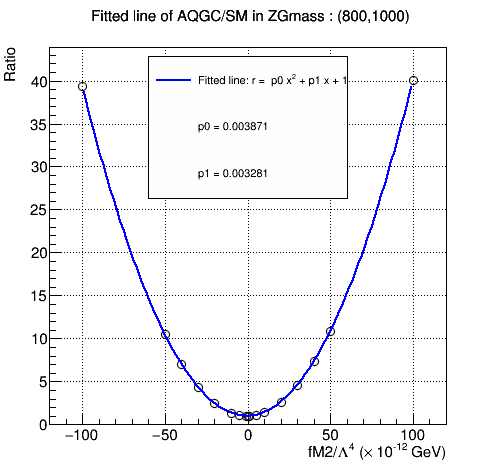 Fitted line of AQGC/SM in ZGmass : (800,1000)
Ratio
Fitted line: r = p0 x² + p1 x + 1
p0 = 0.003871
p1 = 0.003281
40
35
30
25
20
15
10
5
0
−100 −50 0 50 100
fM2/Λ⁴ (× 10⁻¹² GeV)